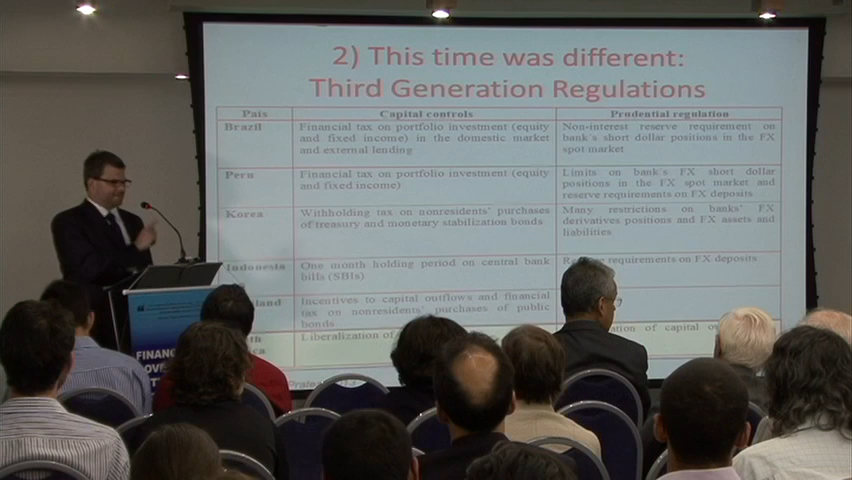 2) This time was different:
Third Generation Regulations
País Capital controls Prudential regulation
Brazil
Financial tax on portfolio investment (equity
and fixed income) in the domestic market
and external lending
Non-interest reserve requirement on
bank´s short dollar positions in the FX
spot market
Peru
Financial tax on portfolio investment (equity
and fixed income)
Limits on bank´s FX short dollar
positions in the FX spot market and
reserve requirements on FX deposits
Korea
Withholding tax on nonresidents' purchases
of treasury and monetary stabilization bonds
Many restrictions on banks' FX
derivatives positions and FX assets and
liabilities
Indonesia
One month holding period on central bank
bills (SBIs)
requirements on FX deposits
Incentives to capital outflows and financial
tax on nonresidents' purchases of public
bonds
Liberalization of
of capital
FINANC